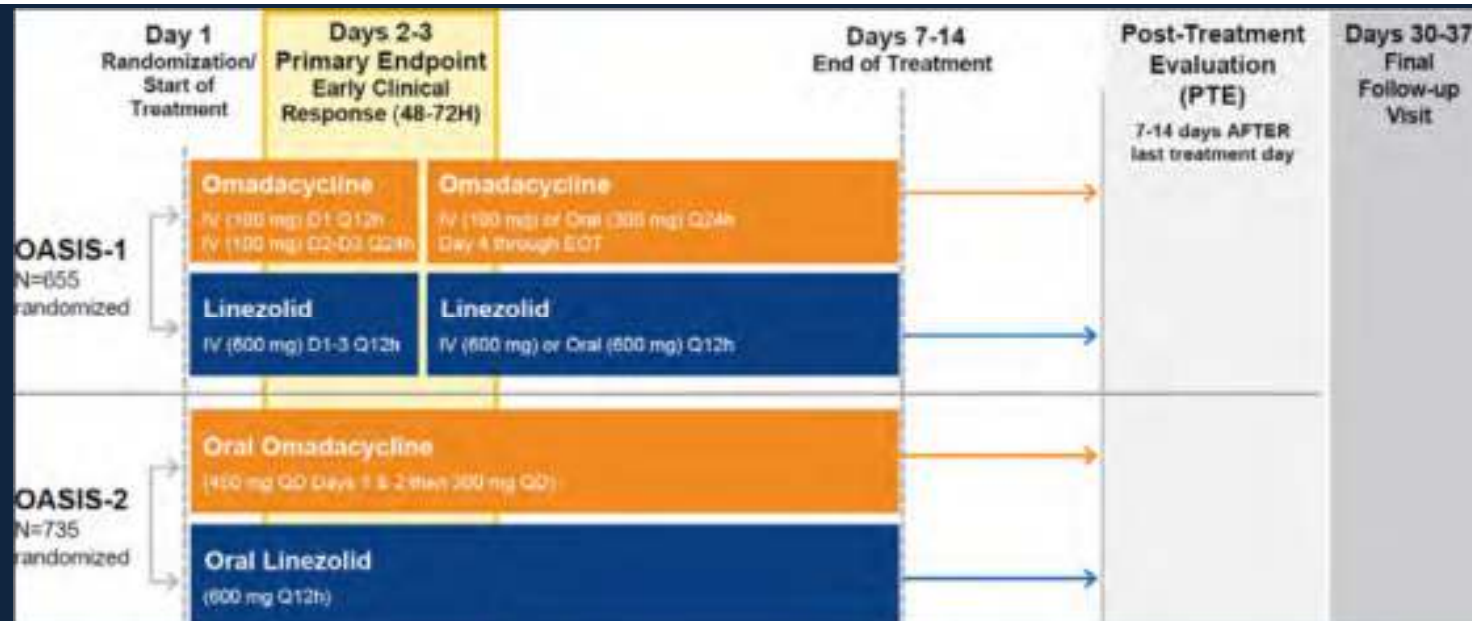 Day 1
Randomization/
Start of
Treatment
Days 2-3
Primary Endpoint
Early Clinical
Response (48-72H)
Days 7-14
End of Treatment
Post-Treatment
Evaluation
(PTE)
7-14 days AFTER
last treatment day
Days 30-37
Final
Follow-up
Visit
OASIS-1
N=655
randomized
Omadacycline
IV (100 mg) D1 Q12h
IV (100 mg) D2-D3 Q24h
Omadacycline
IV (100 mg) or Oral (300 mg) Q24h
Day 4 through EOT
Linezolid
IV (600 mg) D1-3 Q12h
Linezolid
IV (600 mg) or Oral (600 mg) Q12h
OASIS-2
N=735
randomized
Oral Omadacycline
(450 mg QD Days 1 & 2 then 300 mg QD)
Oral Linezolid
(600 mg Q12h)